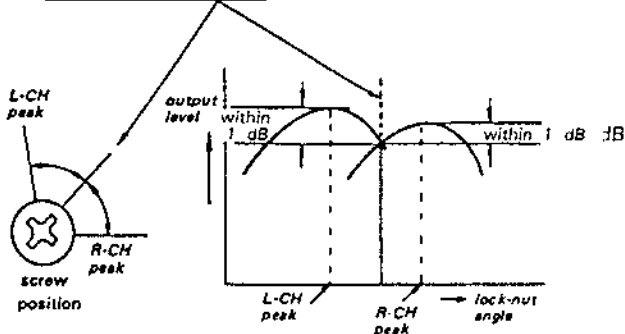 L-CH
peak
R-CH
peak
screw
position
output
level
within
1 dB
within 1 dB dB
L-CH
peak
R-CH
peak
lock-nut
angle